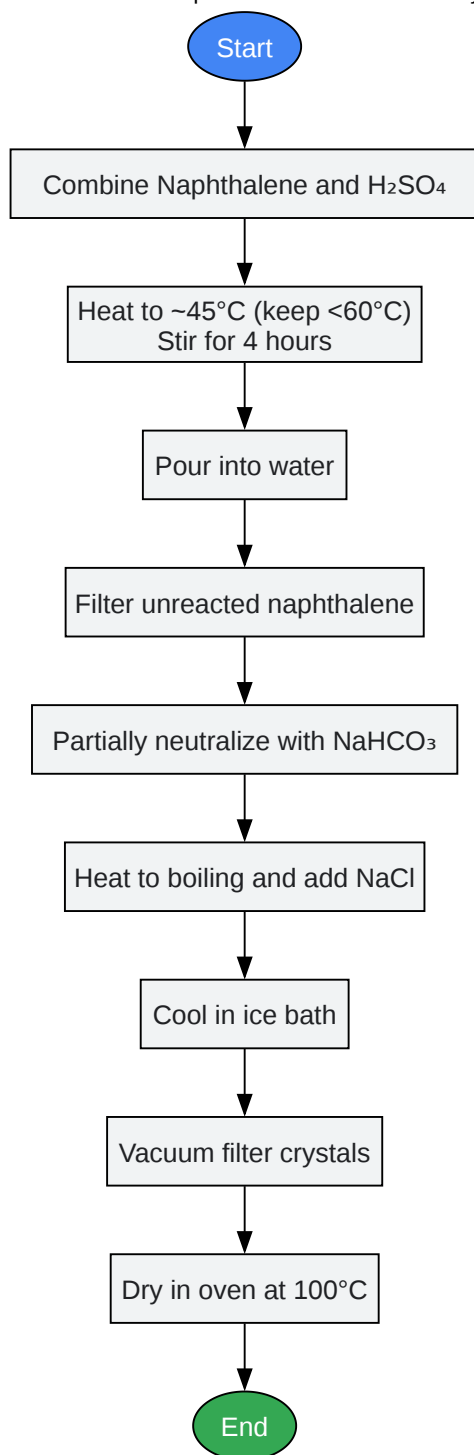 Start
Combine Naphthalene and H₂SO₄
Heat to ~45°C (keep <60°C)
Stir for 4 hours
Pour into water
Filter unreacted naphthalene
Partially neutralize with NaHCO₃
Heat to boiling and add NaCl
Cool in ice bath
Vacuum filter crystals
Dry in oven at 100°C
End